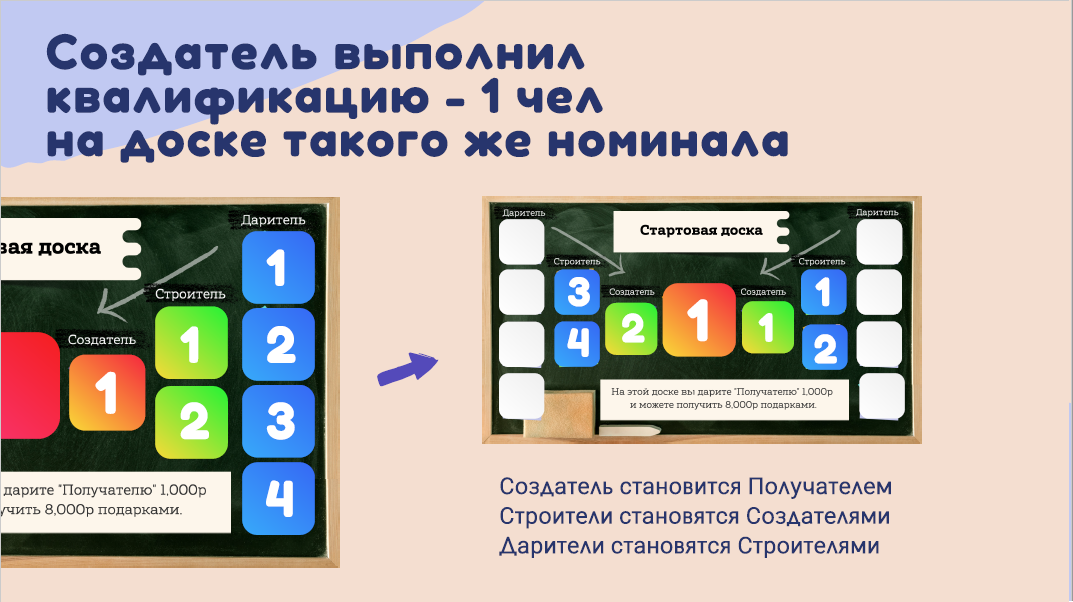 Создатель выполнил
квалификацию - 1 чел
на доске такого же номинала
Даритель
вая доска
1
Строитель
Создатель
1
2
1
2
3
дарите "Получателю" 1,000р
учить 8,000р подарками.
4
Даритель
Стартовая доска
Даритель
Строитель
Строитель
3
Создатель
1
Создатель
1
4
2
1
2
На этой доске вы дарите "Получателю" 1,000р
и можете получить 8,000р подарками.
Создатель становится Получателем
Строители становятся Создателями
Дарители становятся Строителями